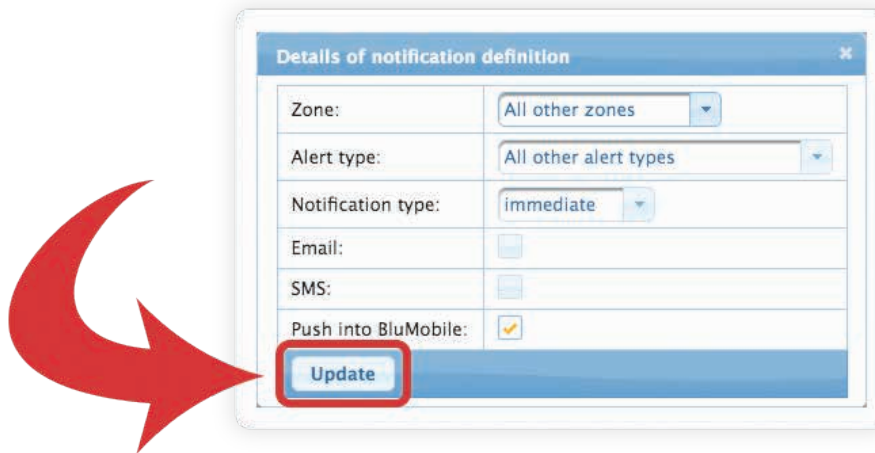 Details of notification definition
Zone: All other zones
Alert type: All other alert types
Notification type: immediate
Email:
SMS:
Push into BluMobile:
Update